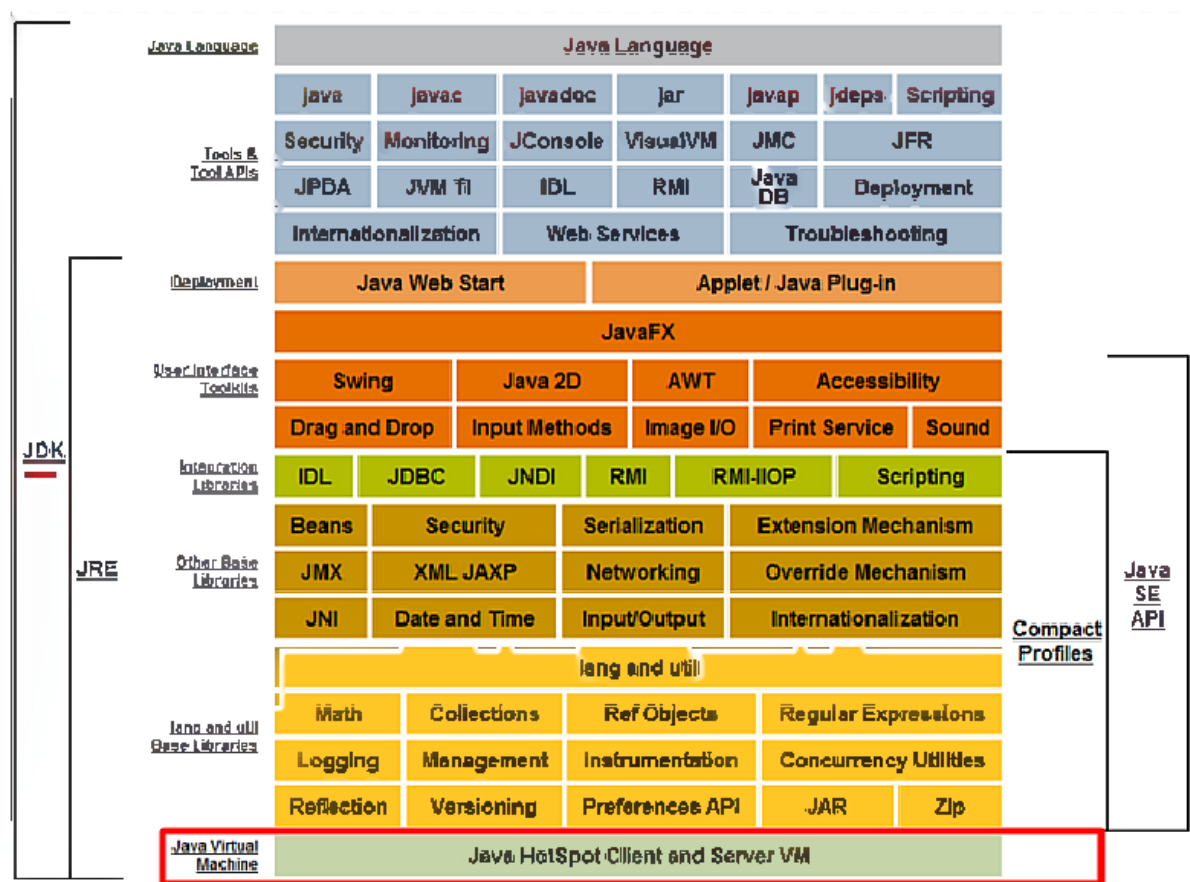 Java Language
Java Language
java javac javadoc jar javap jdeps Scripting
Security Monitoring JConsole VisualVM JMC JFR
Tools &
Tool APIs
JPDA JVM TI IDL RMI Java DB Deployment
Internationalization Web Services Troubleshooting
Deployment
Java Web Start Applet / Java Plug-in
JavaFX
User Interface
Toolkits
Swing Java 2D AWT Accessibility
Drag and Drop Input Methods Image I/O Print Service Sound
JDK
Integration
Libraries
IDL JDBC JNDI RMI RMI-IIOP Scripting
Beans Security Serialization Extension Mechanism
JRE
Other Base
Libraries
JMX XML JAXP Networking Override Mechanism
Java
SE
API
JNI Date and Time Input/Output Internationalization
Compact
Profiles
lang and util
Math Collections Ref Objects Regular Expressions
lang and util
Base Libraries
Logging Management Instrumentation Concurrency Utilities
Reflection Versioning Preferences API JAR Zip
Java Virtual
Machine
Java HotSpot Client and Server VM